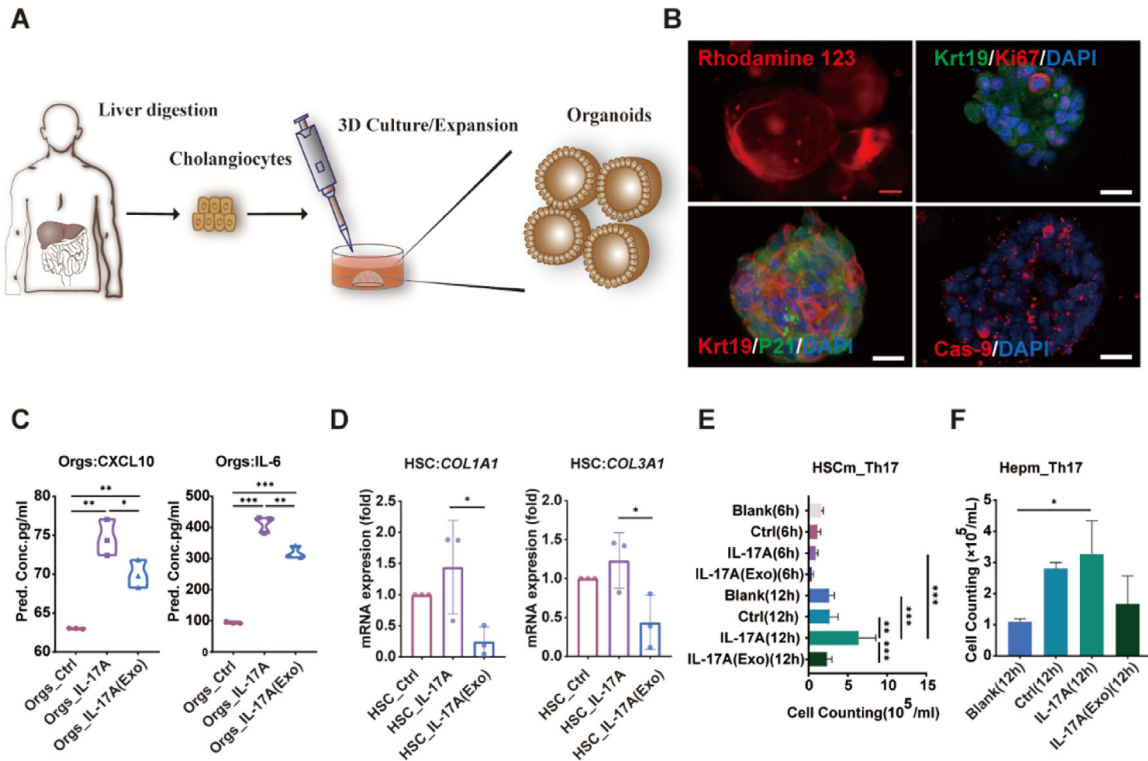 A
Liver digestion
Cholangiocytes
3D Culture/Expansion
Organoids
B
Rhodamine 123
Krt19/Ki67/DAPI
Krt19/P21/DAPI
Cas-9/DAPI
C
Orgs:CXCL10
Pred. Conc.pg/ml
80
75
70
65
60
**
**
*
Orgs_Ctrl
Orgs_IL-17A
Orgs_IL-17A(Exo)
Orgs:IL-6
Pred. Conc.pg/ml
500
400
300
200
100
0
***
***
**
Orgs_Ctrl
Orgs_IL-17A
Orgs_IL-17A(Exo)
D
HSC:COL1A1
mRNA expression (fold)
2.5
2.0
1.5
1.0
0.5
0.0
*
HSC_Ctrl
HSC_IL-17A
HSC_IL-17A(Exo)
HSC:COL3A1
mRNA expression (fold)
3.0
2.5
2.0
1.5
1.0
0.5
0.0
*
HSC_Ctrl
HSC_IL-17A
HSC_IL-17A(Exo)
E
HSCm_Th17
Blank(6h)
Ctrl(6h)
IL-17A(6h)
IL-17A(Exo)(6h)
Blank(12h)
Ctrl(12h)
IL-17A(12h)
IL-17A(Exo)(12h)
**
***
***
***
0 5 10 15
Cell Counting(10⁵/ml)
F
Hepm_Th17
Cell Counting (×10⁵/mL)
5
4
3
2
1
0
*
Blank(12h)
Ctrl(12h)
IL-17A(12h)
IL-17A(Exo)(12h)